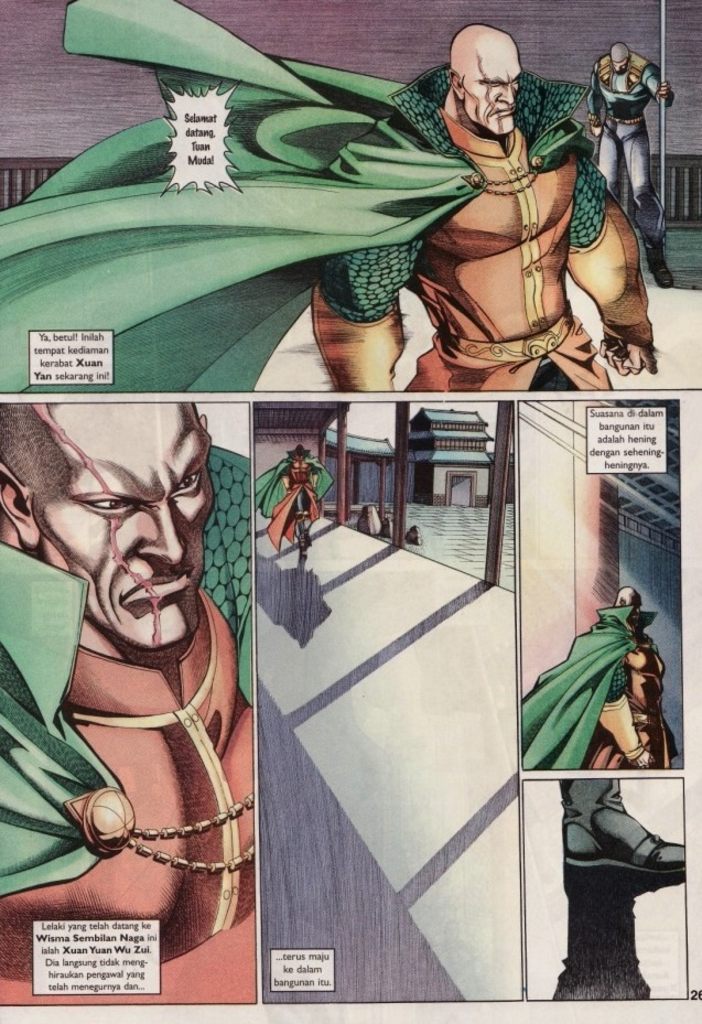 Selamat
datang,
Tuan
Muda!
Ya, betul! Inilah
tempat kediaman
kerabat Xuan
Yan sekarang ini!
Lelaki yang telah datang ke
Wisma Sembilan Naga ini
ialah Xuan Yuan Wu Zui.
Dia langsung tidak meng-
hiraukan pengawal yang
telah menegurnya dan...
...terus maju
ke dalam
bangunan itu.
Suasana di dalam
bangunan itu
adalah hening
dengan sehening-
heningnya.
26